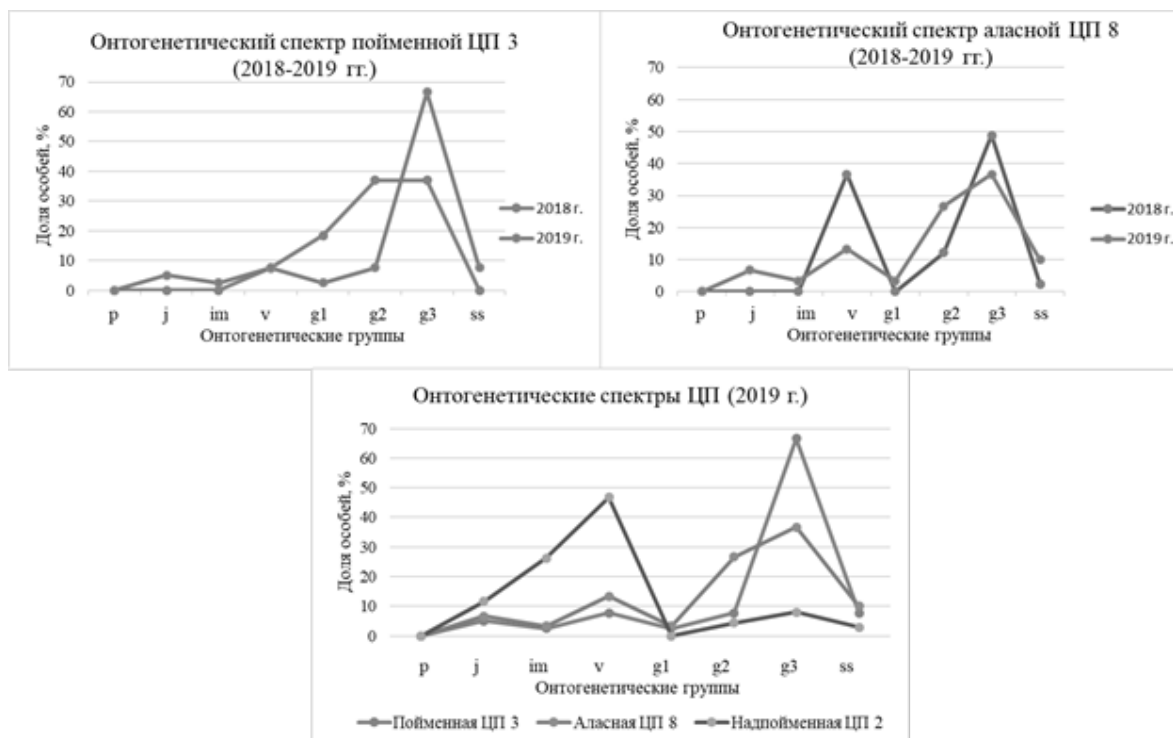 Онтогенетический спектр пойменной ЦП 3
(2018-2019 гг.)
70
60
50
40
30
20
10
0
Доля особей, %
p j im v g1 g2 g3 ss
Онтогенетические группы
2018 г.
2019 г.
Онтогенетический спектр аласной ЦП 8
(2018-2019 гг.)
70
60
50
40
30
20
10
0
Доля особей, %
p j im v g1 g2 g3 ss
Онтогенетические группы
2018 г.
2019 г.
Онтогенетические спектры ЦП (2019 г.)
70
60
50
40
30
20
10
0
Доля особей, %
p j im v g1 g2 g3 ss
Онтогенетические группы
Пойменная ЦП 3 Аласная ЦП 8 Надпойменная ЦП 2